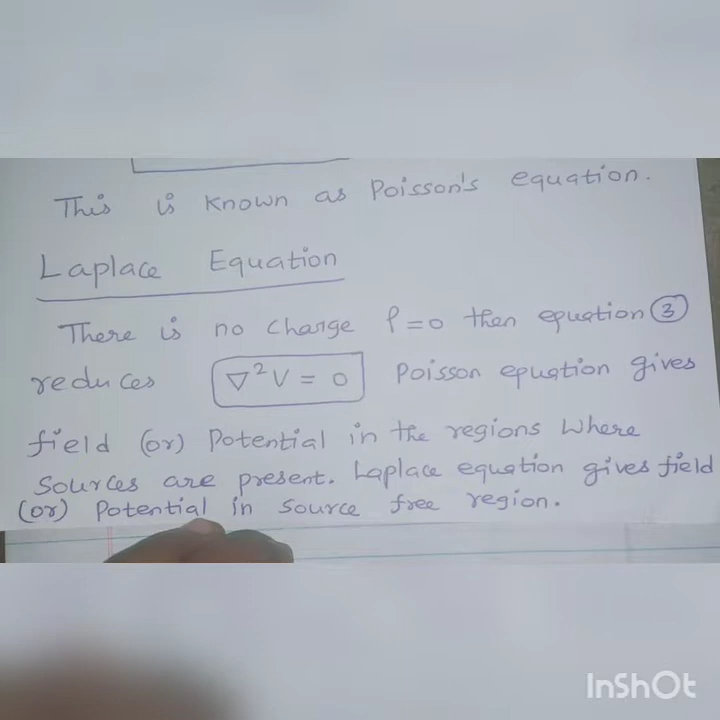 This is known as Poisson's equation.
Laplace Equation
There is no charge ρ=0 then equation ③
reduces ∇²V = 0 Poisson equation gives
field (or) Potential in the regions where
sources are present. Laplace equation gives field
(or) Potential in source free region.
InShOt